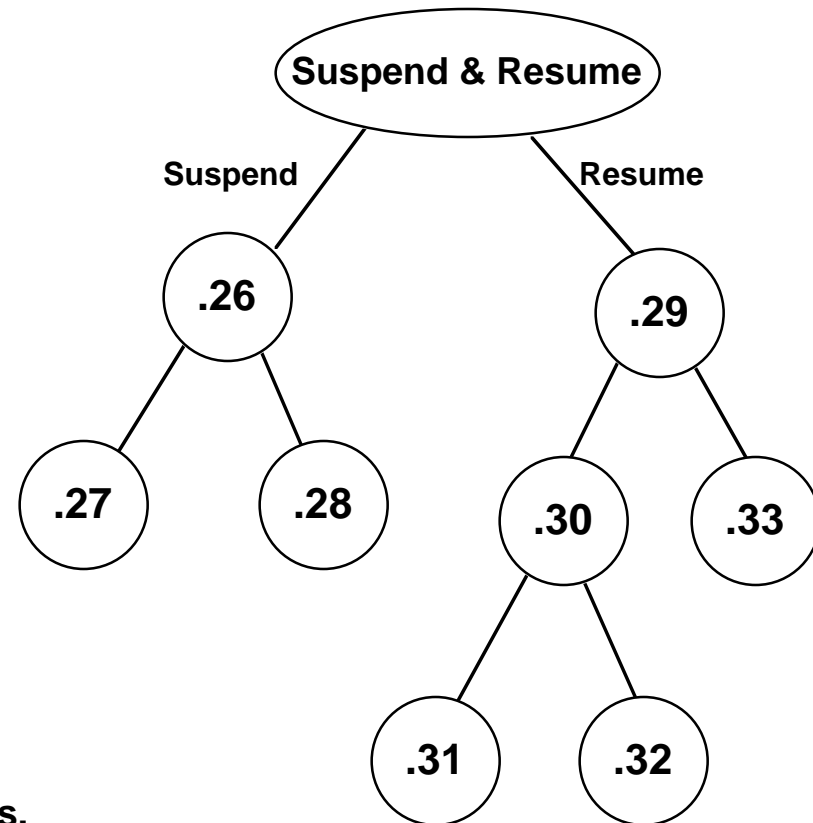 Suspend & Resume
Suspend
Resume
.26
.29
.27
.28
.30
.33
.31
.32
s.